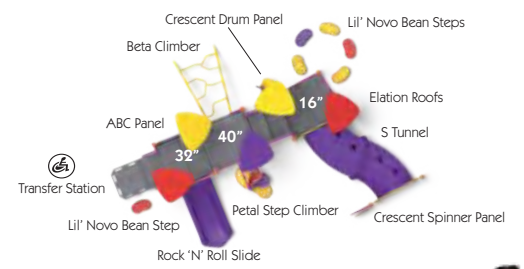 Crescent Drum Panel
Lil' Novo Bean Steps
Beta Climber
16"
Elation Roofs
ABC Panel
40"
S Tunnel
32"
Transfer Station
Petal Step Climber
Crescent Spinner Panel
Lil' Novo Bean Step
Rock 'N' Roll Slide